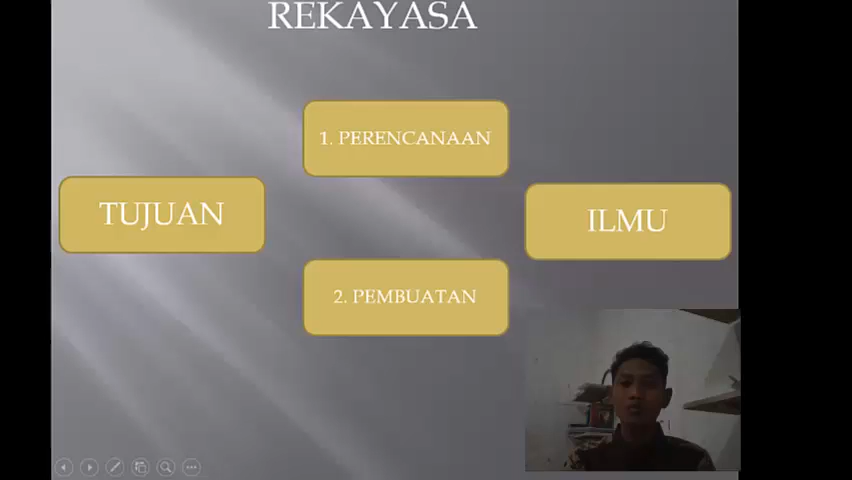 REKAYASA
1. PERENCANAAN
TUJUAN
ILMU
2. PEMBUATAN